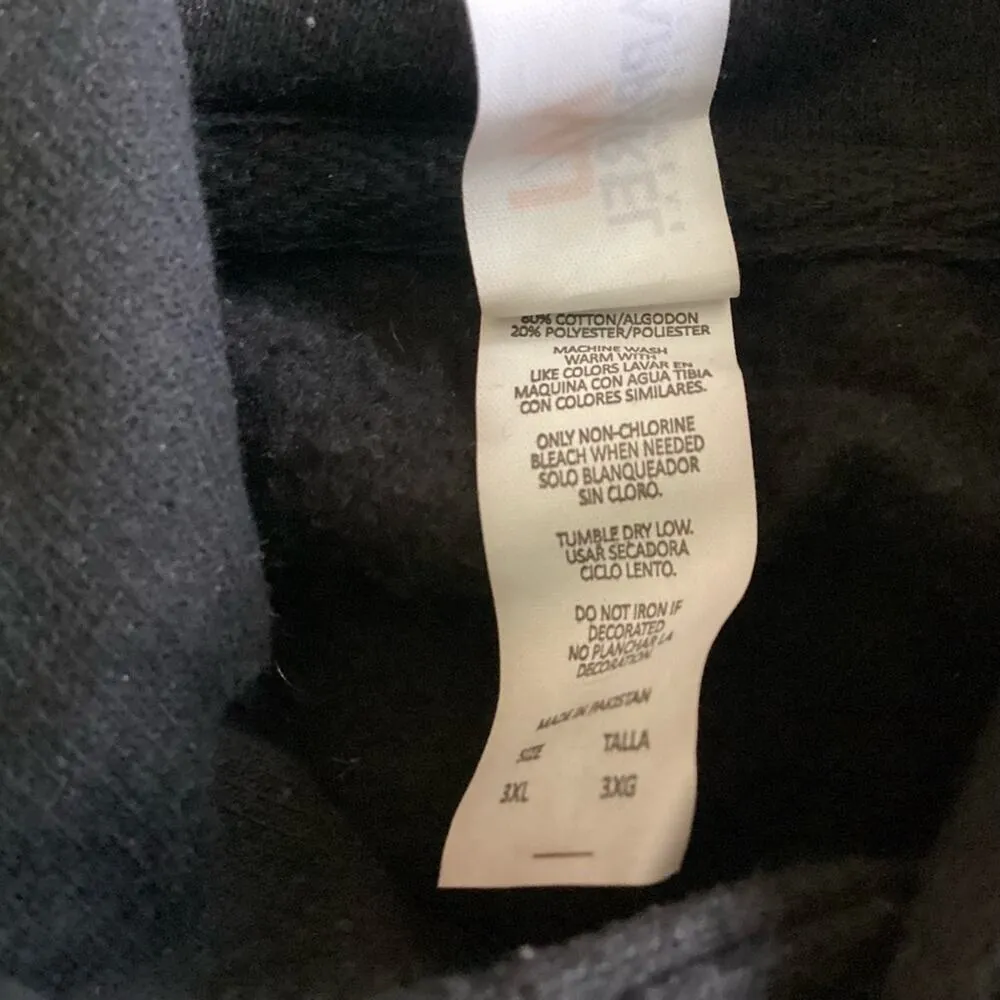 80% COTTON/ALGODON
20% POLYESTER/POLIESTER
MACHINE WASH
WARM WITH
LIKE COLORS LAVAR EN
MAQUINA CON AGUA TIBIA
CON COLORES SIMILARES.
ONLY NON-CHLORINE
BLEACH WHEN NEEDED
SOLO BLANQUEADOR
SIN CLORO.
TUMBLE DRY LOW.
USAR SECADORA
CICLO LENTO.
DO NOT IRON IF
DECORATED
NO PLANCHAR LA
DECORATION
MADE IN PAKISTAN
SIZE TALLA
3XL 3XG